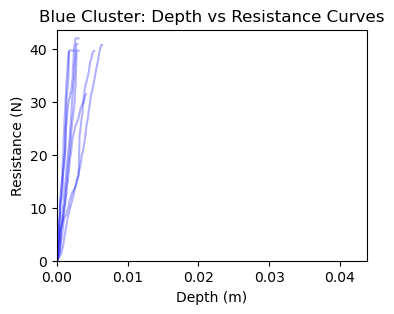 Blue Cluster: Depth vs Resistance Curves
Resistance (N)
40
30
20
10
0
0.00 0.01 0.02 0.03 0.04
Depth (m)